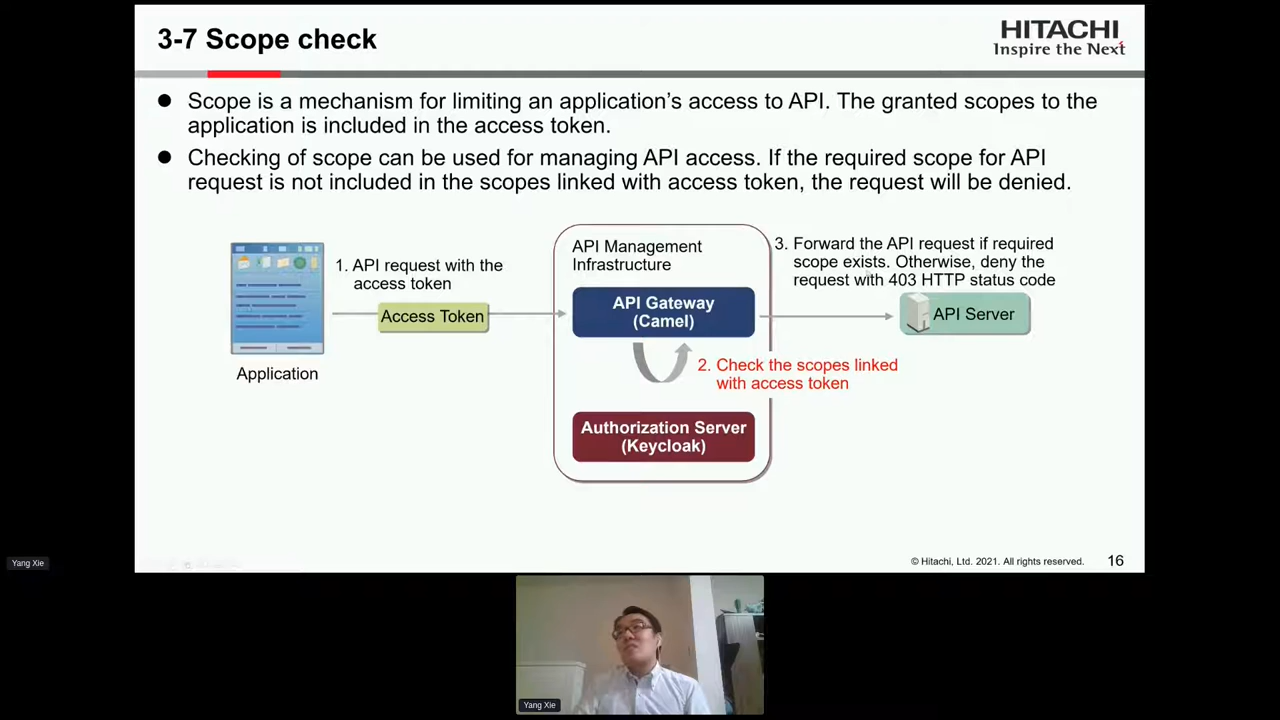 3-7 Scope check
HITACHI
Inspire the Next
● Scope is a mechanism for limiting an application's access to API. The granted scopes to the
application is included in the access token.
● Checking of scope can be used for managing API access. If the required scope for API
request is not included in the scopes linked with access token, the request will be denied.
Application
1. API request with the
access token
Access Token
API Management
Infrastructure
API Gateway
(Camel)
2. Check the scopes linked
with access token
Authorization Server
(Keycloak)
3. Forward the API request if required
scope exists. Otherwise, deny the
request with 403 HTTP status code
API Server
© Hitachi, Ltd. 2021. All rights reserved.
16
Yang Xie
Yang Xie